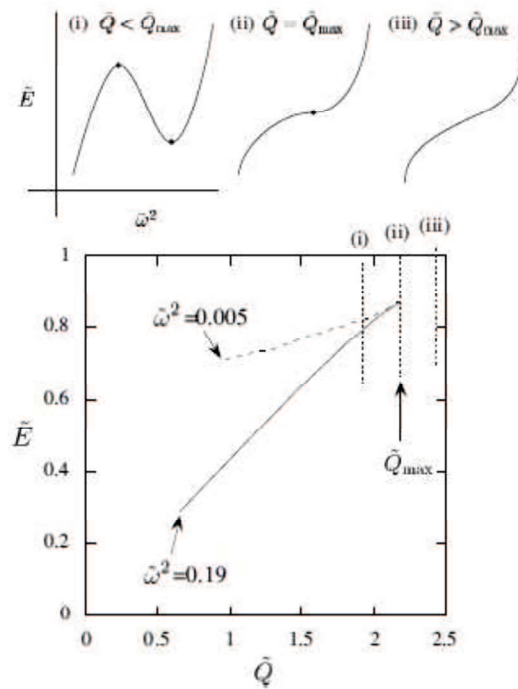 (i) Q̃ < Q̃max (ii) Q̃ = Q̃max (iii) Q̃ > Q̃max
Ẽ
ω̃²
(i) (ii) (iii)
1
0.8
0.6
0.4
0.2
0
ω̃²=0.005
Ẽ
Q̃max
ω̃²=0.19
0 0.5 1 1.5 2 2.5
Q̃